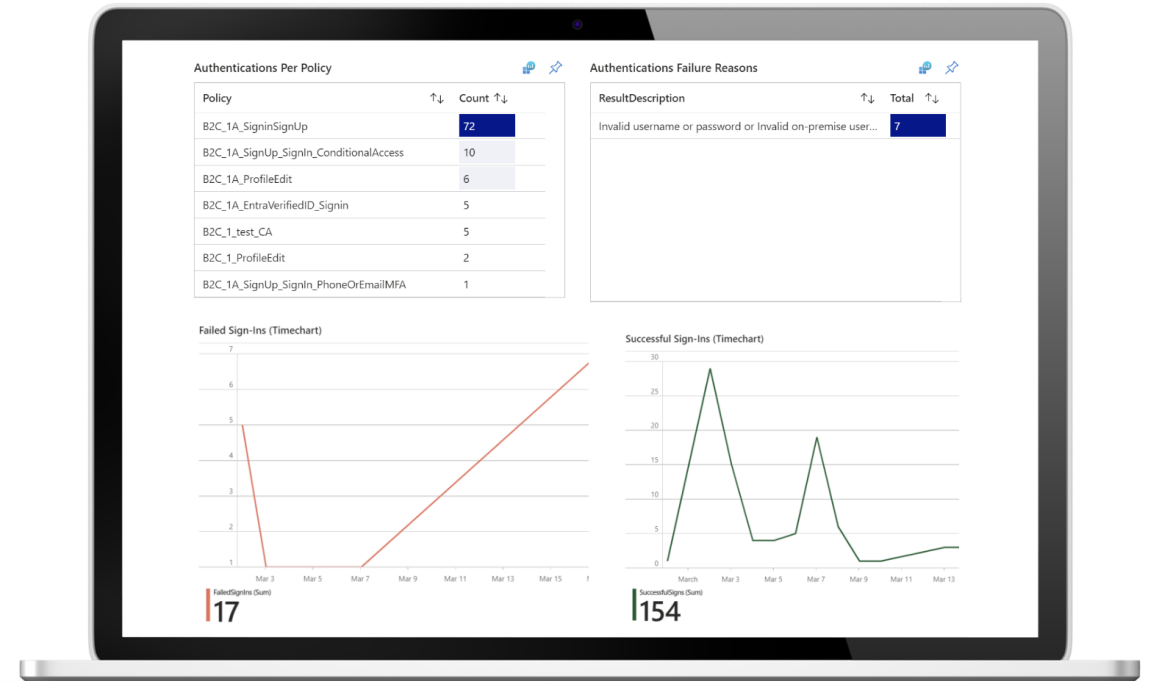 Authentications Per Policy
Policy ↑↓ Count ↑↓
B2C_1A_SigninSignUp 72
B2C_1A_SignUp_SignIn_ConditionalAccess 10
B2C_1A_ProfileEdit 6
B2C_1A_EntraVerifiedID_Signin 5
B2C_1_test_CA 5
B2C_1_ProfileEdit 2
B2C_1A_SignUp_SignIn_PhoneOrEmailMFA 1
Authentications Failure Reasons
ResultDescription ↑↓ Total ↑↓
Invalid username or password or Invalid on-premise user... 7
Failed Sign-Ins (Timechart)
7
6
5
4
3
2
1
Mar 3 Mar 5 Mar 7 Mar 9 Mar 11 Mar 13 Mar 15
FailedSignIns (Sum)
17
Successful Sign-Ins (Timechart)
30
25
20
15
10
5
0
March Mar 3 Mar 5 Mar 7 Mar 9 Mar 11 Mar 13
SuccessfulSigns (Sum)
154